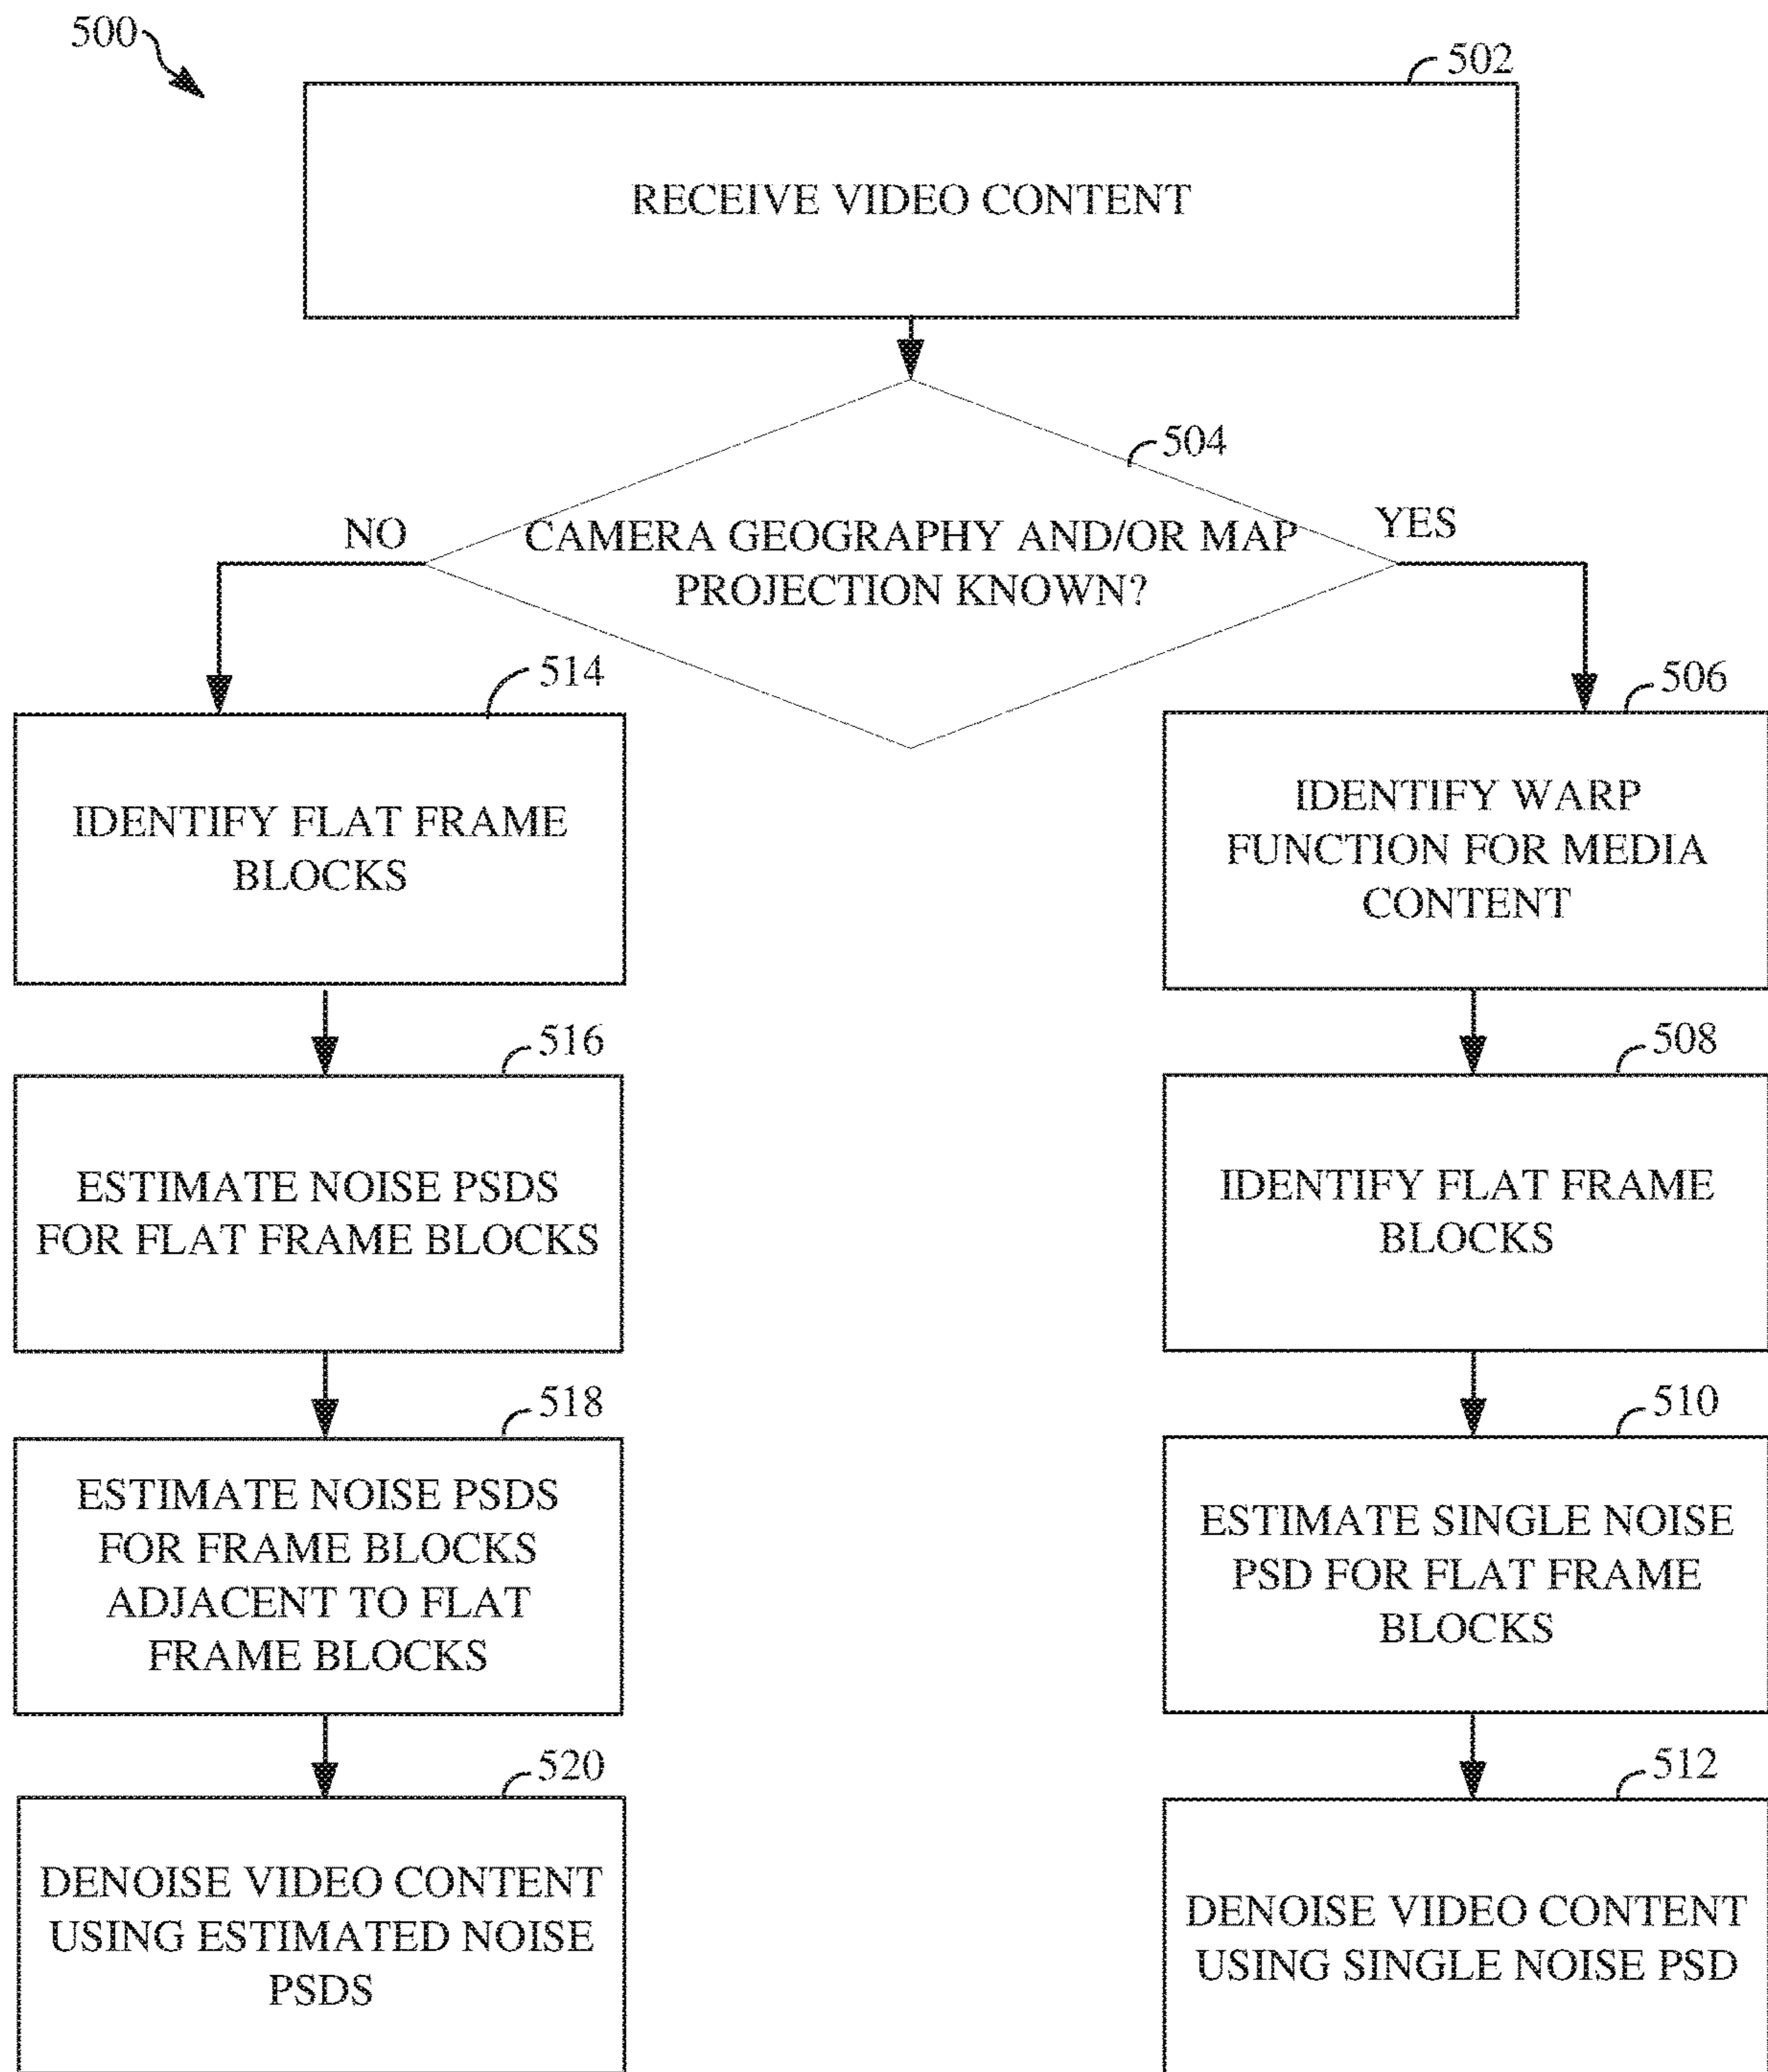 500
502
RECEIVE VIDEO CONTENT
504
NO
CAMERA GEOGRAPHY AND/OR MAP
PROJECTION KNOWN?
YES
514
IDENTIFY FLAT FRAME
BLOCKS
516
ESTIMATE NOISE PSDS
FOR FLAT FRAME BLOCKS
518
ESTIMATE NOISE PSDS
FOR FRAME BLOCKS
ADJACENT TO FLAT
FRAME BLOCKS
520
DENOISE VIDEO CONTENT
USING ESTIMATED NOISE
PSDS
506
IDENTIFY WARP
FUNCTION FOR MEDIA
CONTENT
508
IDENTIFY FLAT FRAME
BLOCKS
510
ESTIMATE SINGLE NOISE
PSD FOR FLAT FRAME
BLOCKS
512
DENOISE VIDEO CONTENT
USING SINGLE NOISE PSD